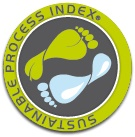 SUSTAINABLE PROCESS INDEX®